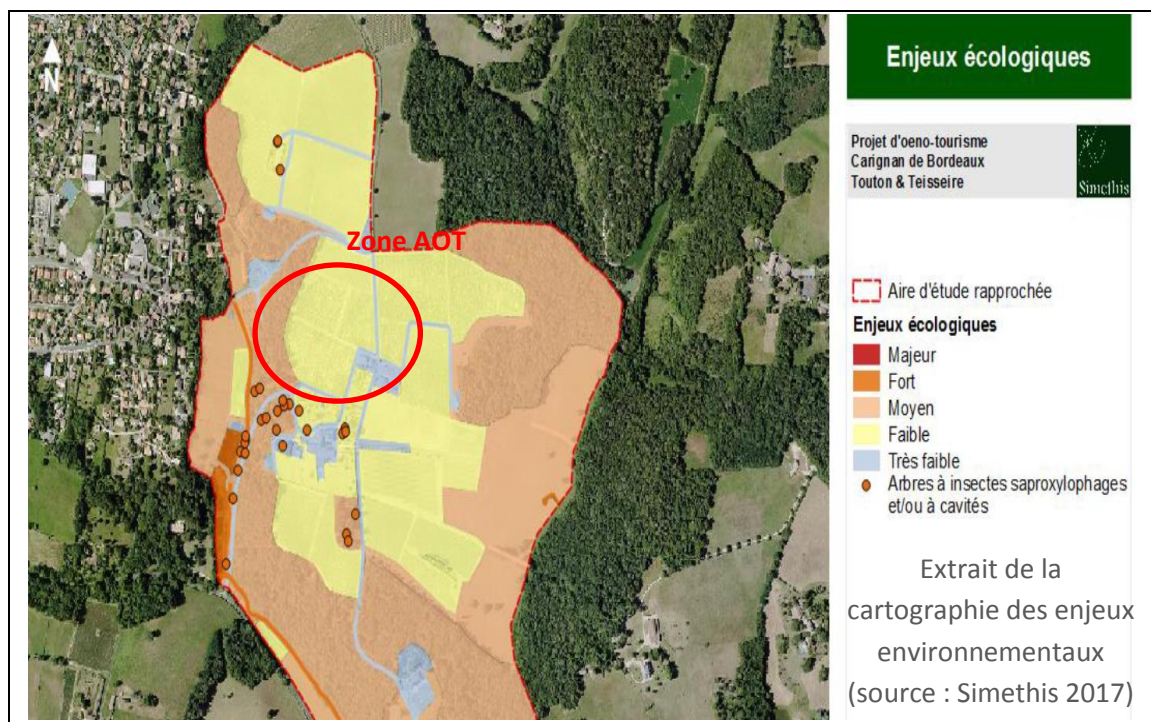 N
Zone AOT
Enjeux écologiques
Projet d'oeno-tourisme
Carignan de Bordeaux
Touton & Teisseire
Simethis
Aire d'étude rapprochée
Enjeux écologiques
Majeur
Fort
Moyen
Faible
Très faible
Arbres à insectes saproxylophages
et/ou à cavités
Extrait de la
cartographie des enjeux
environnementaux
(source : Simethis 2017)